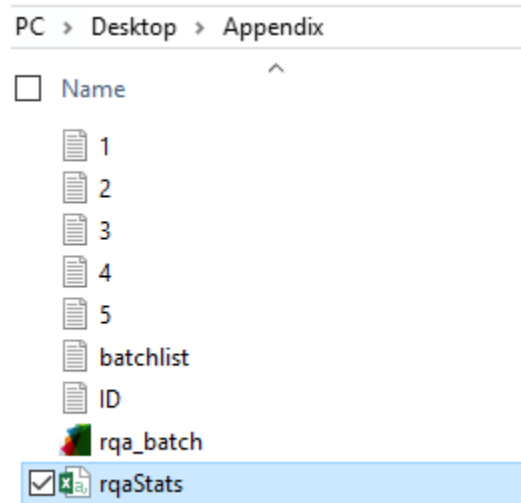 PC > Desktop > Appendix
Name
1
2
3
4
5
batchlist
ID
rqa_batch
rqaStats